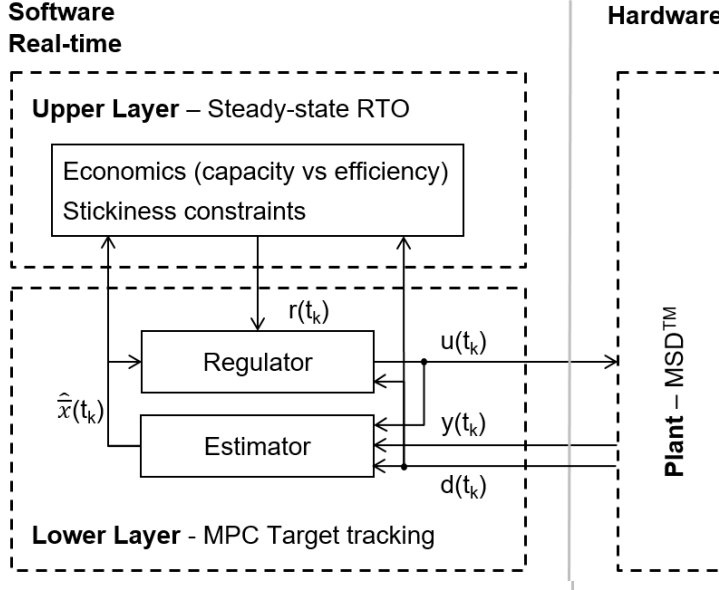 Software
Real-time
Hardware
Upper Layer – Steady-state RTO
Economics (capacity vs efficiency)
Stickiness constraints
r(tk)
Regulator
u(tk)
x̂̄(tk)
Estimator
y(tk)
d(tk)
Lower Layer - MPC Target tracking
Plant – MSD™